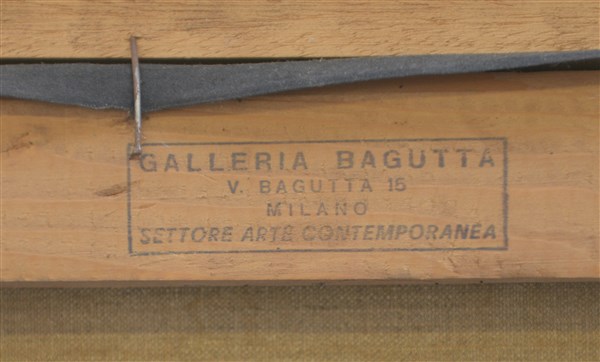 GALLERIA BAGUTTA
V. BAGUTTA 15
MILANO
SETTORE ARTE CONTEMPORANEA